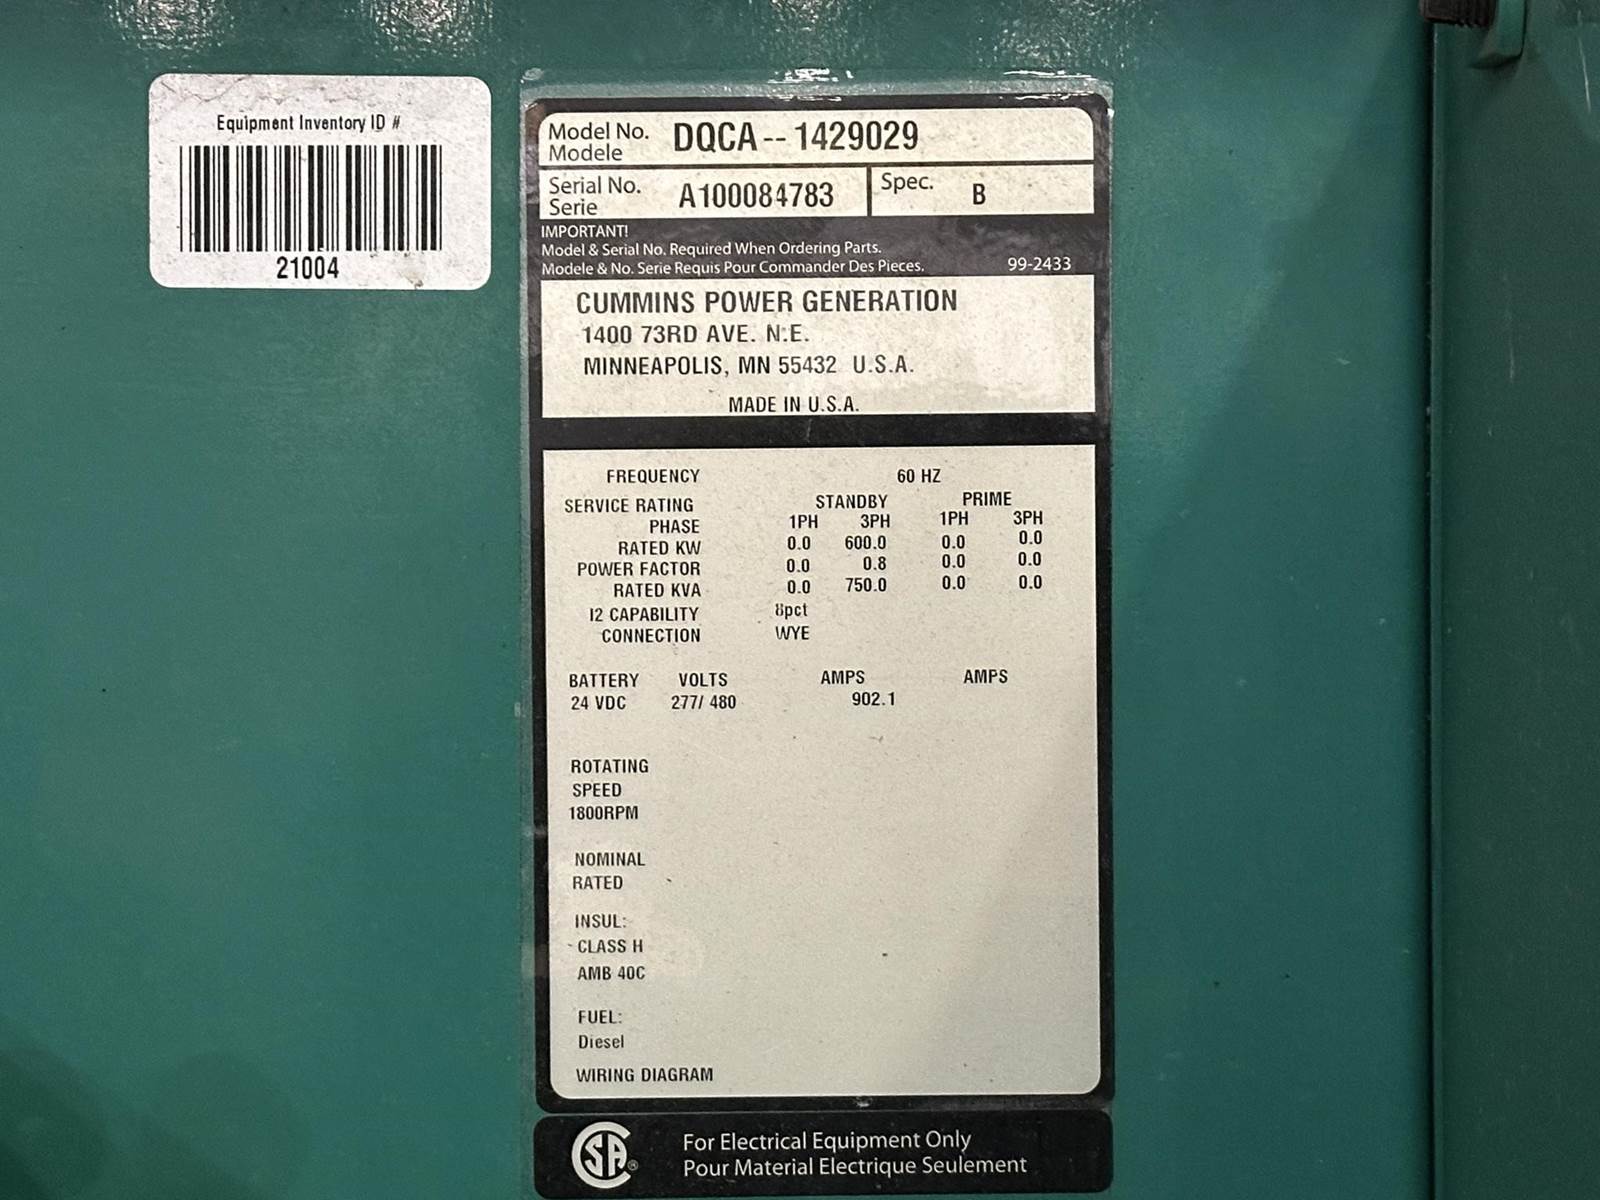 Equipment Inventory ID #
21004
Model No. DQCA -- 1429029
Modele
Serial No. A100084783 Spec. B
Serie
IMPORTANT!
Model & Serial No. Required When Ordering Parts.
Modele & No. Serie Requis Pour Commander Des Pieces. 99-2433
CUMMINS POWER GENERATION
1400 73RD AVE. N.E.
MINNEAPOLIS, MN 55432 U.S.A.
MADE IN U.S.A.
FREQUENCY 60 HZ
SERVICE RATING STANDBY PRIME
PHASE 1PH 3PH 1PH 3PH
RATED KW 0.0 600.0 0.0 0.0
POWER FACTOR 0.0 0.8 0.0 0.0
RATED KVA 0.0 750.0 0.0 0.0
I2 CAPABILITY 8pct
CONNECTION WYE
BATTERY VOLTS AMPS AMPS
24 VDC 277/ 480 902.1
ROTATING
SPEED
1800RPM
NOMINAL
RATED
INSUL:
CLASS H
AMB 40C
FUEL:
Diesel
WIRING DIAGRAM
SA ® For Electrical Equipment Only
Pour Material Electrique Seulement